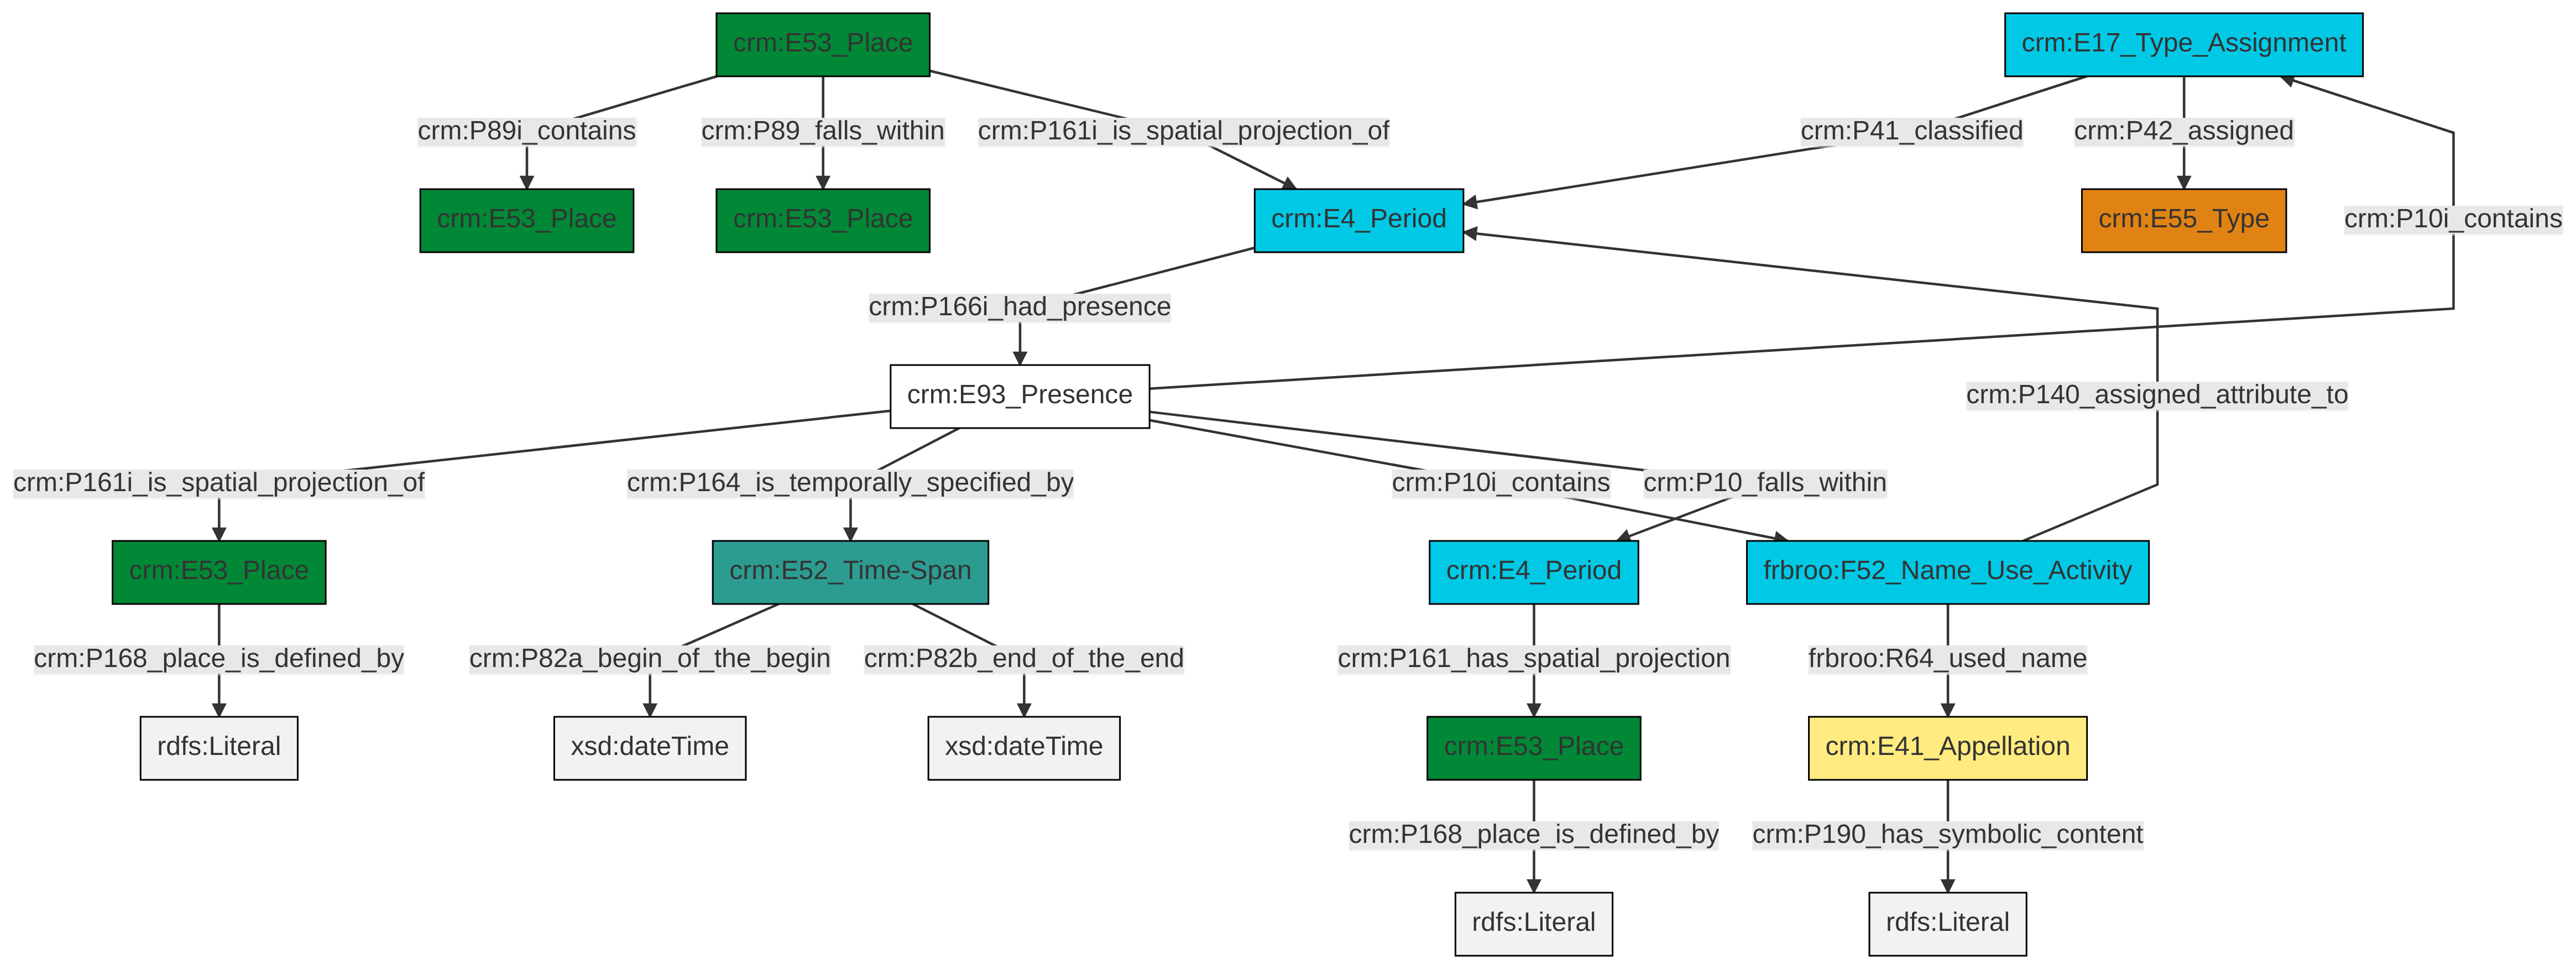 crm:E53_Place
crm:E17_Type_Assignment
crm:P89i_contains
crm:P89_falls_within
crm:P161i_is_spatial_projection_of
crm:P41_classified
crm:P42_assigned
crm:E53_Place
crm:E53_Place
crm:E4_Period
crm:E55_Type
crm:P10i_contains
crm:P166i_had_presence
crm:E93_Presence
crm:P140_assigned_attribute_to
crm:P161i_is_spatial_projection_of
crm:P164_is_temporally_specified_by
crm:P10i_contains
crm:P10_falls_within
crm:E53_Place
crm:E52_Time-Span
crm:E4_Period
frbroo:F52_Name_Use_Activity
crm:P168_place_is_defined_by
crm:P82a_begin_of_the_begin
crm:P82b_end_of_the_end
crm:P161_has_spatial_projection
frbroo:R64_used_name
rdfs:Literal
xsd:dateTime
xsd:dateTime
crm:E53_Place
crm:E41_Appellation
crm:P168_place_is_defined_by
crm:P190_has_symbolic_content
rdfs:Literal
rdfs:Literal